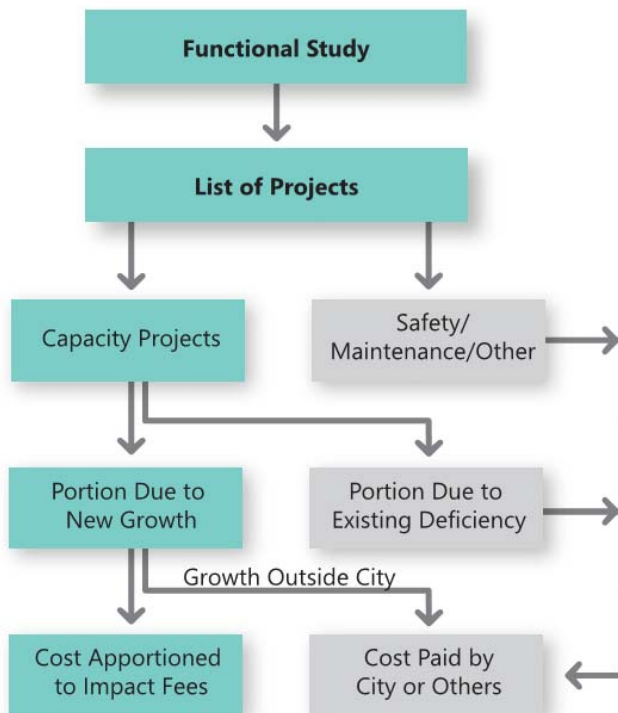 Functional Study
List of Projects
Capacity Projects
Safety/
Maintenance/Other
Portion Due to
New Growth
Portion Due to
Existing Deficiency
Growth Outside City
Cost Apportioned
to Impact Fees
Cost Paid by
City or Others